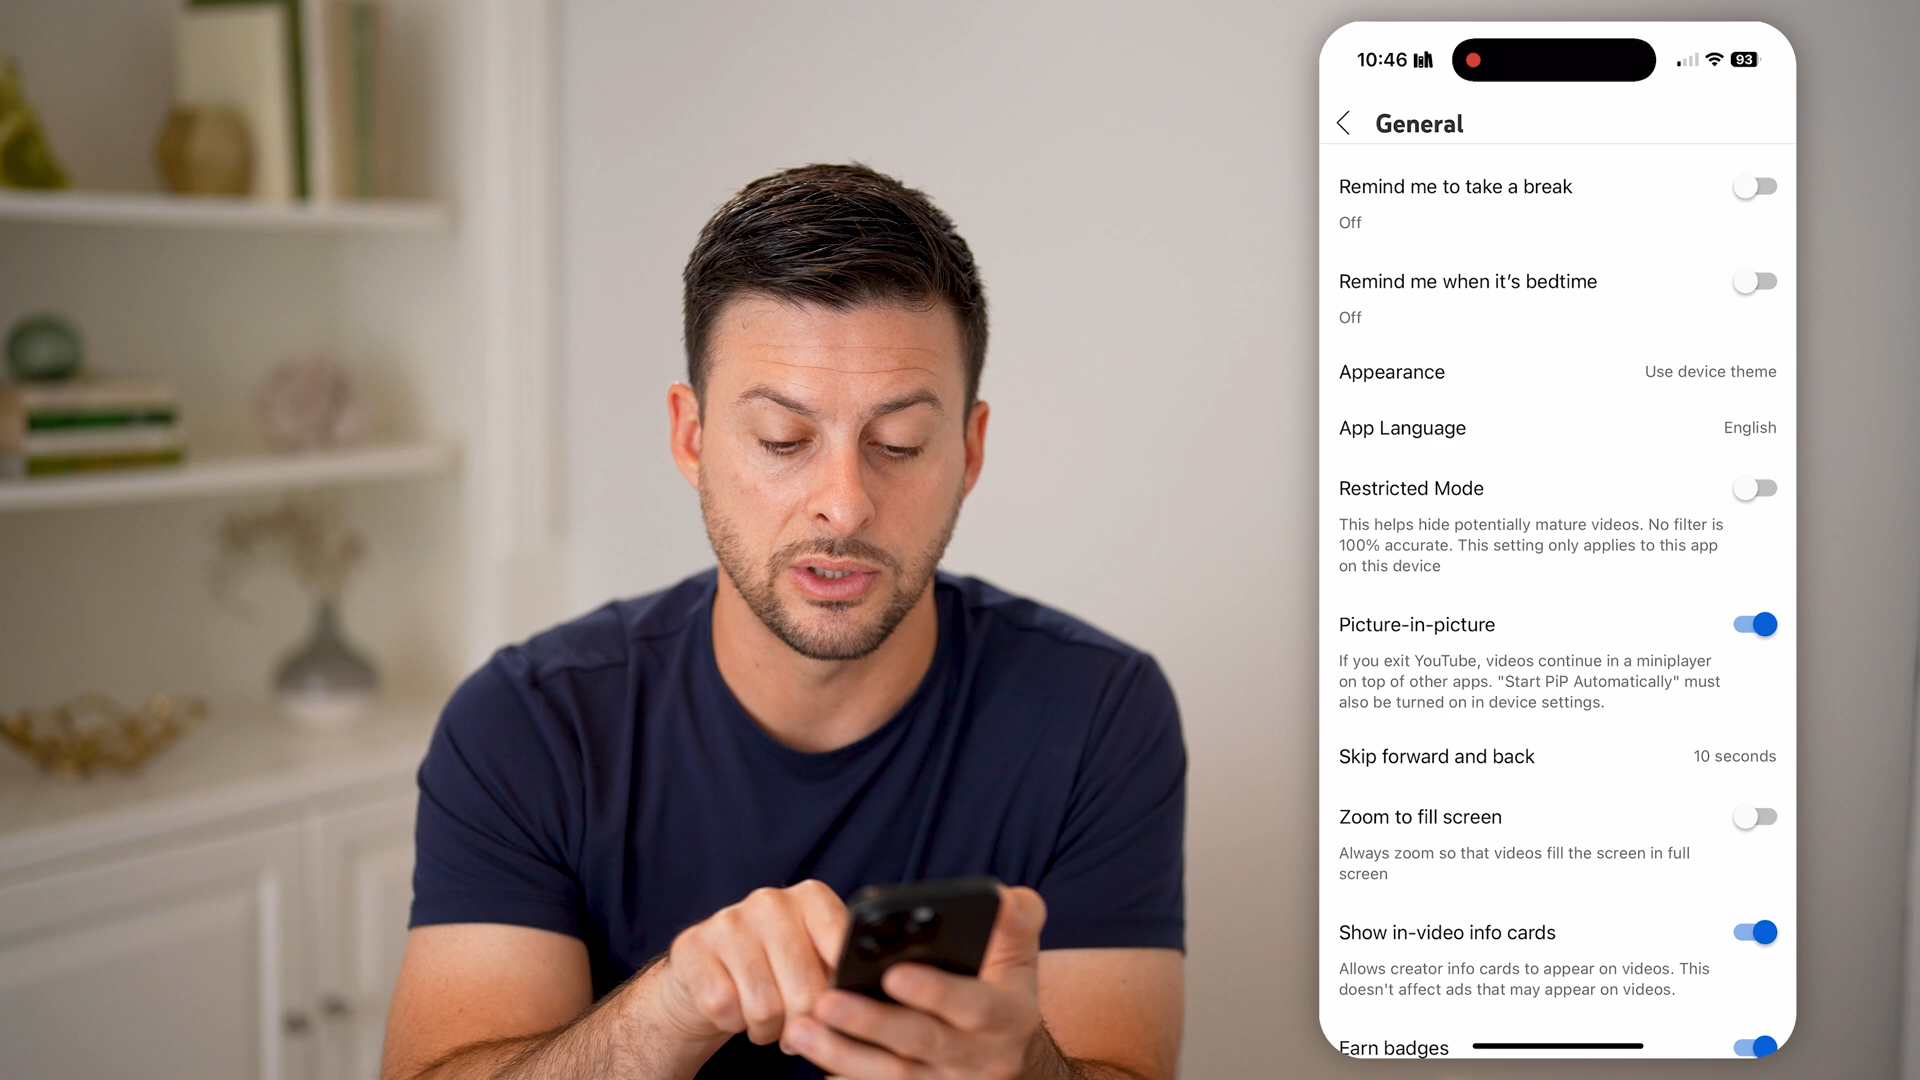 10:46
93
General
Remind me to take a break
Off
Remind me when it's bedtime
Off
Appearance
Use device theme
App Language
English
Restricted Mode
This helps hide potentially mature videos. No filter is
100% accurate. This setting only applies to this app
on this device
Picture-in-picture
If you exit YouTube, videos continue in a miniplayer
on top of other apps. "Start PiP Automatically" must
also be turned on in device settings.
Skip forward and back
10 seconds
Zoom to fill screen
Always zoom so that videos fill the screen in full
screen
Show in-video info cards
Allows creator info cards to appear on videos. This
doesn't affect ads that may appear on videos.
Earn badges